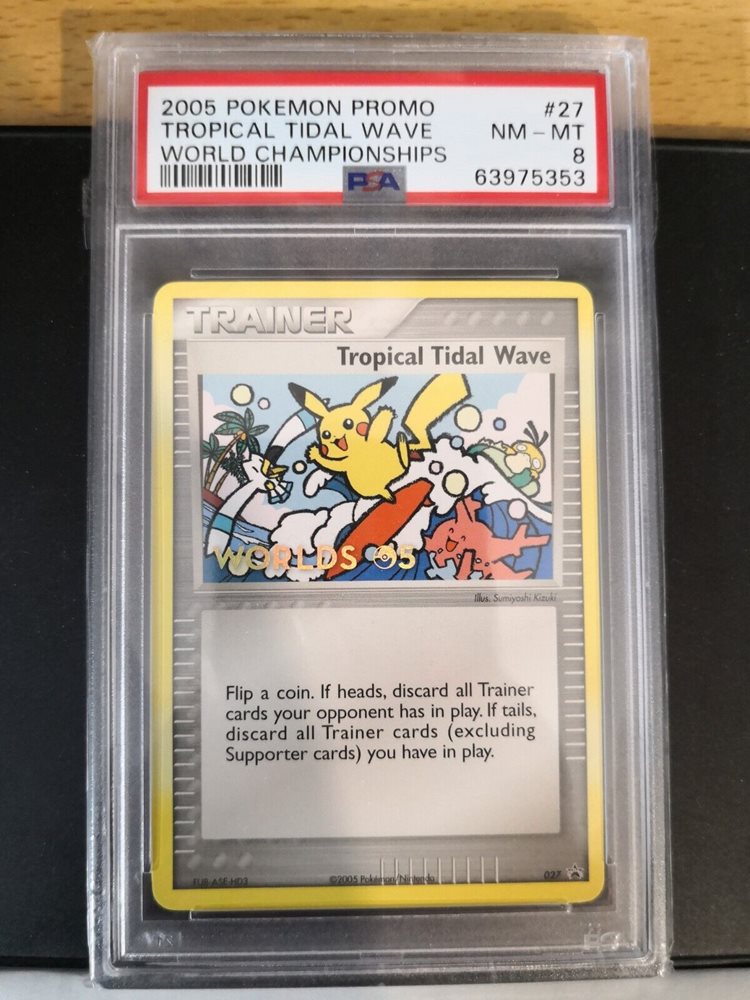 2005 POKEMON PROMO #27
TROPICAL TIDAL WAVE NM - MT
WORLD CHAMPIONSHIPS 8
PSA 63975353
TRAINER
Tropical Tidal Wave
WORLDS 05
Illus. Sumiyoshi Kizuki
Flip a coin. If heads, discard all Trainer
cards your opponent has in play. If tails,
discard all Trainer cards (excluding
Supporter cards) you have in play.
©2005 Pokémon/Nintendo 027